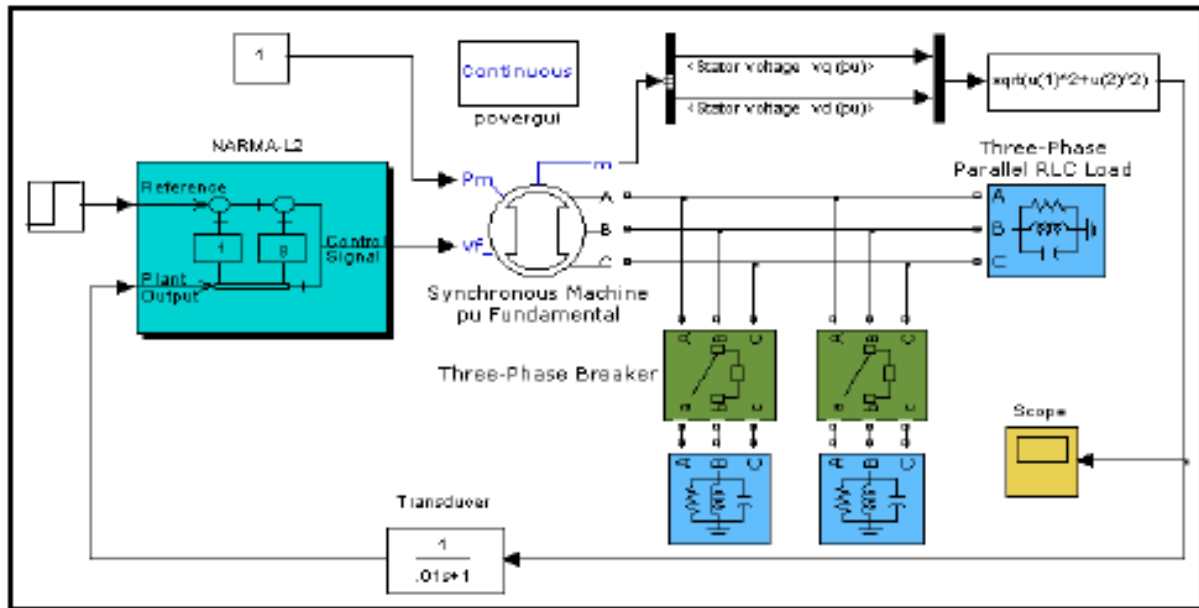 1
Continuous
powergui
<Stator voltage vq (pu)>
<Stator voltage vd (pu)>
sqrt(u(1)^2+u(2)^2)
NARMA-L2
Reference
f
g
Control
Signal
Plant
Output
Pm
vf_
m
A
B
C
Synchronous Machine
pu Fundamental
Three-Phase
Parallel RLC Load
A
B
C
Three-Phase Breaker
A B C
a b c
A B C
A B C
a b c
A B C
Scope
Transducer
1
.01s+1